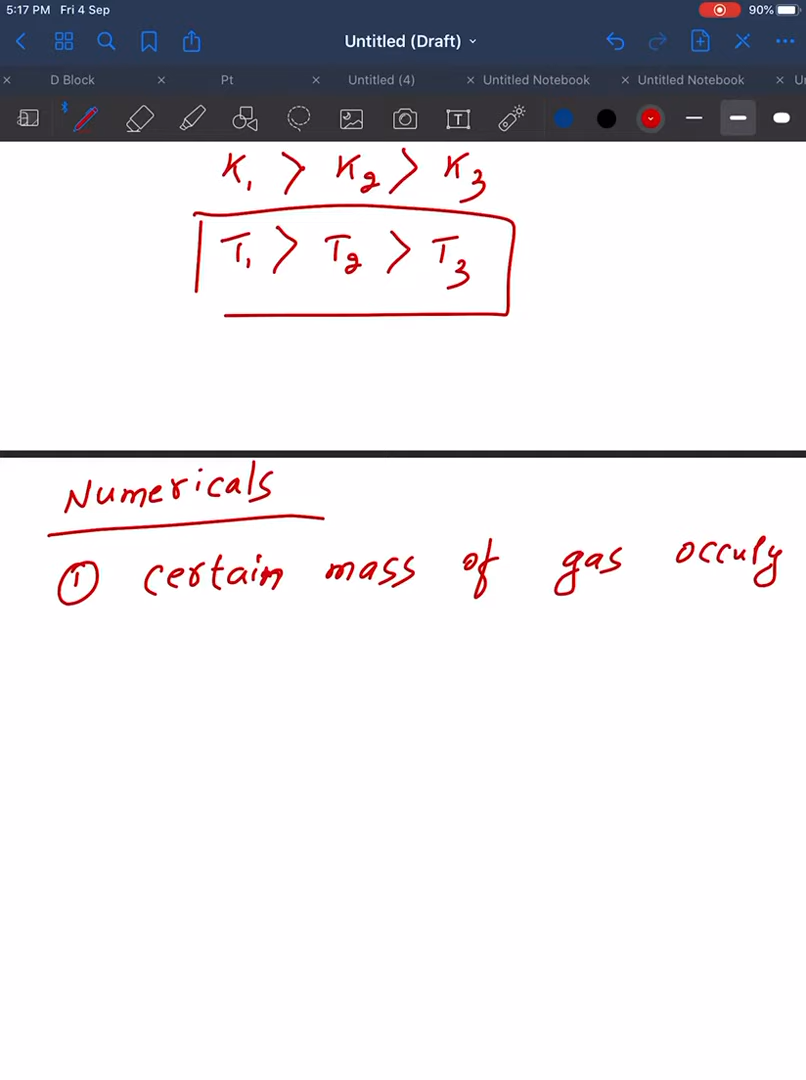 5:17 PM Fri 4 Sep
90%
Untitled (Draft)
D Block
Pt
Untitled (4)
Untitled Notebook
Untitled Notebook
K₁ > K₂ > K₃
T₁ > T₂ > T₃
Numericals
① certain mass of gas occupy